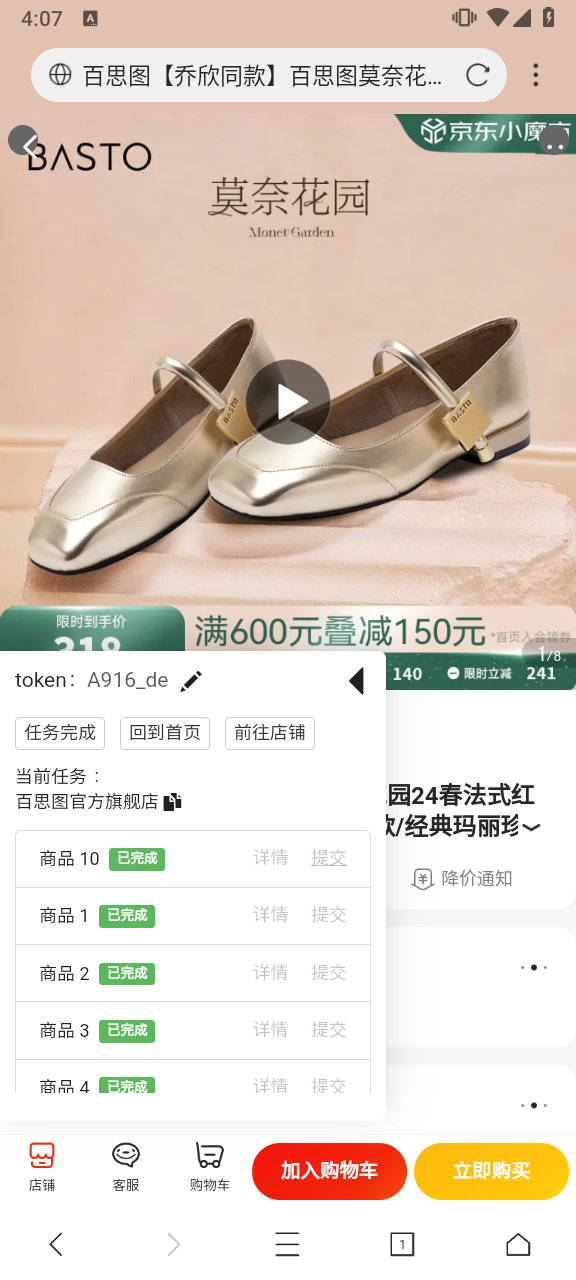 4:07
A
百思图【乔欣同款】百思图莫奈花...
京东小魔方
BASTO
莫奈花园
Monet Garden
BASTO
BASTO
限时到手价
318
满600元叠减150元
*首页入会领券
1/8
140
限时立减
241
token: A916_de
任务完成
回到首页
前往店铺
当前任务：
百思图官方旗舰店
商品 10 已完成 详情 提交
商品 1 已完成 详情 提交
商品 2 已完成 详情 提交
商品 3 已完成 详情 提交
商品 4 已完成 详情 提交
园24春法式红
款/经典玛丽珍
降价通知
店铺
客服
购物车
加入购物车
立即购买
1